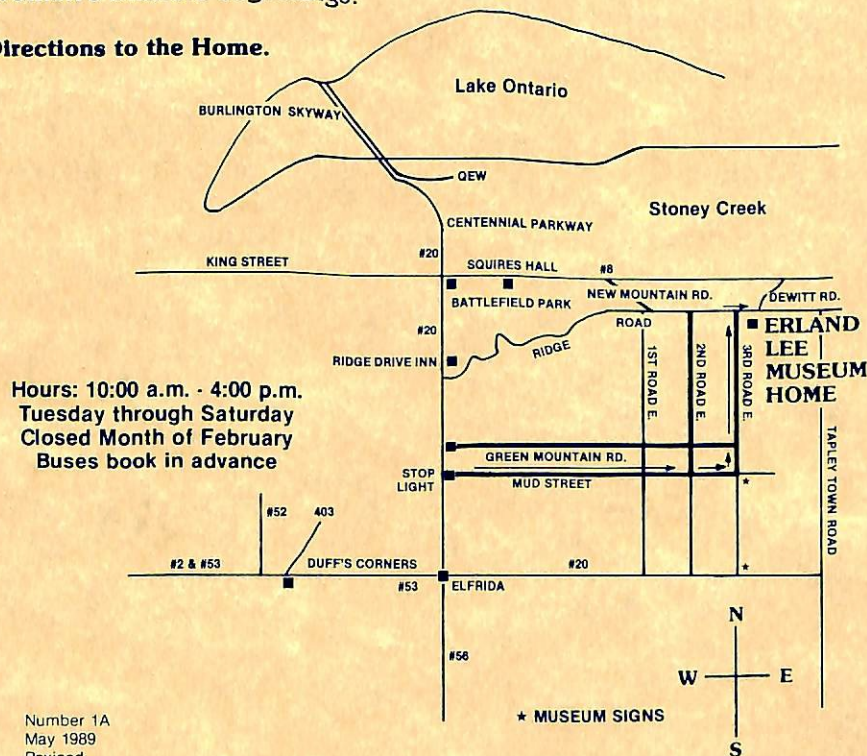 Directions to the Home.
Lake Ontario
BURLINGTON SKYWAY
QEW
Stoney Creek
CENTENNIAL PARKWAY
#20
KING STREET
SQUIRES HALL
#8
BATTLEFIELD PARK
NEW MOUNTAIN RD.
DEWITT RD.
#20
ROAD
RIDGE
RIDGE DRIVE INN
1ST ROAD E.
2ND ROAD E.
3RD ROAD E.
ERLAND
LEE
MUSEUM
HOME
TAPLEY TOWN ROAD
Hours: 10:00 a.m. - 4:00 p.m.
Tuesday through Saturday
Closed Month of February
Buses book in advance
GREEN MOUNTAIN RD.
STOP
LIGHT
MUD STREET
#52
403
#2 & #53
DUFF'S CORNERS
#20
#53
ELFRIDA
#56
N
W E
S
★ MUSEUM SIGNS
Number 1A
May 1989
Revised